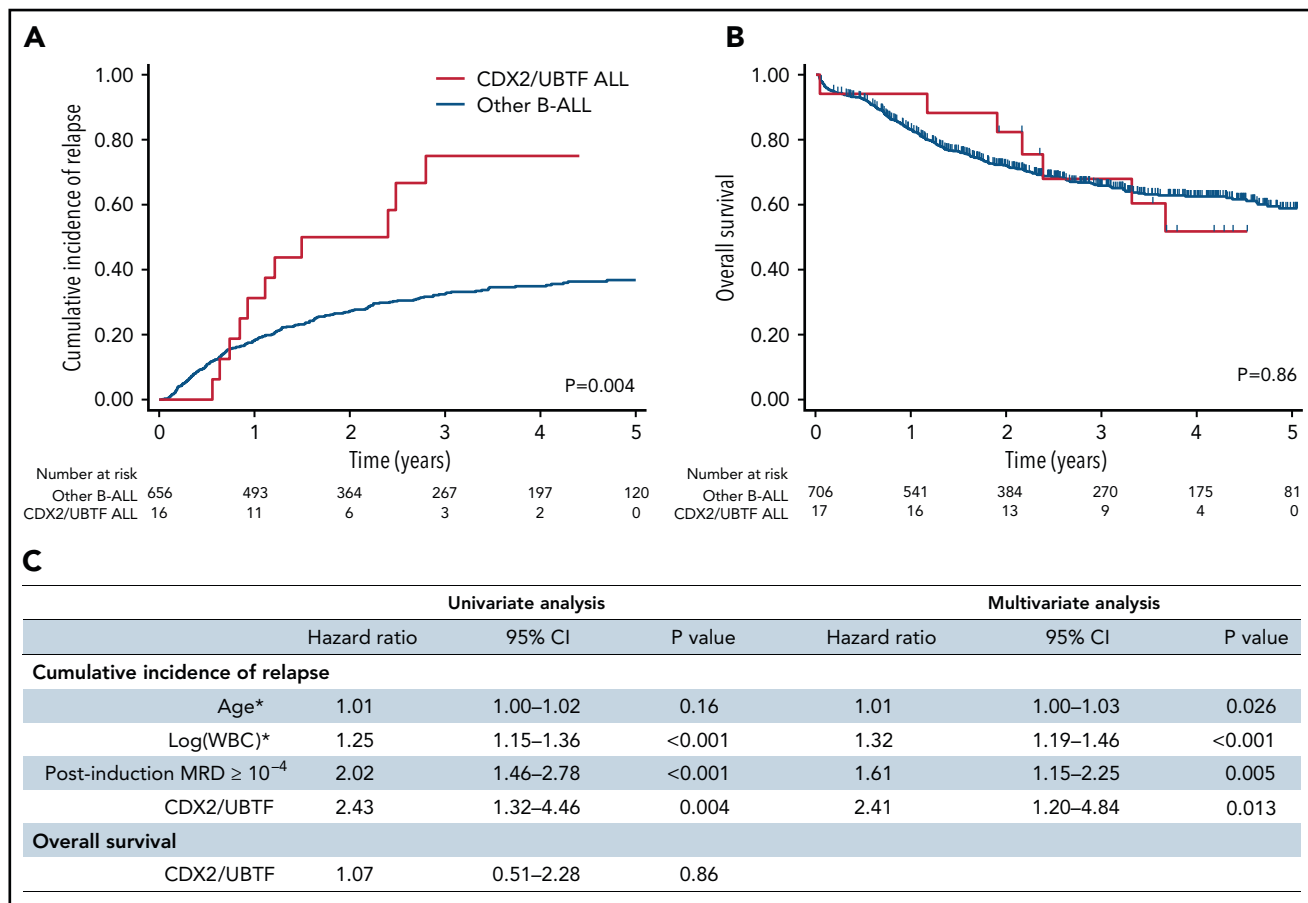 A
1.00
0.80
0.60
0.40
0.20
0.00
Cumulative incidence of relapse
CDX2/UBTF ALL
Other B-ALL
P=0.004
0 1 2 3 4 5
Time (years)
Number at risk
Other B-ALL 656 493 364 267 197 120
CDX2/UBTF ALL 16 11 6 3 2 0
B
1.00
0.80
0.60
0.40
0.20
0.00
Overall survival
P=0.86
0 1 2 3 4 5
Time (years)
Number at risk
Other B-ALL 706 541 384 270 175 81
CDX2/UBTF ALL 17 16 13 9 4 0
C
Univariate analysis Multivariate analysis
Hazard ratio 95% CI P value Hazard ratio 95% CI P value
Cumulative incidence of relapse
Age* 1.01 1.00–1.02 0.16 1.01 1.00–1.03 0.026
Log(WBC)* 1.25 1.15–1.36 <0.001 1.32 1.19–1.46 <0.001
Post-induction MRD ≥ 10⁻⁴ 2.02 1.46–2.78 <0.001 1.61 1.15–2.25 0.005
CDX2/UBTF 2.43 1.32–4.46 0.004 2.41 1.20–4.84 0.013
Overall survival
CDX2/UBTF 1.07 0.51–2.28 0.86